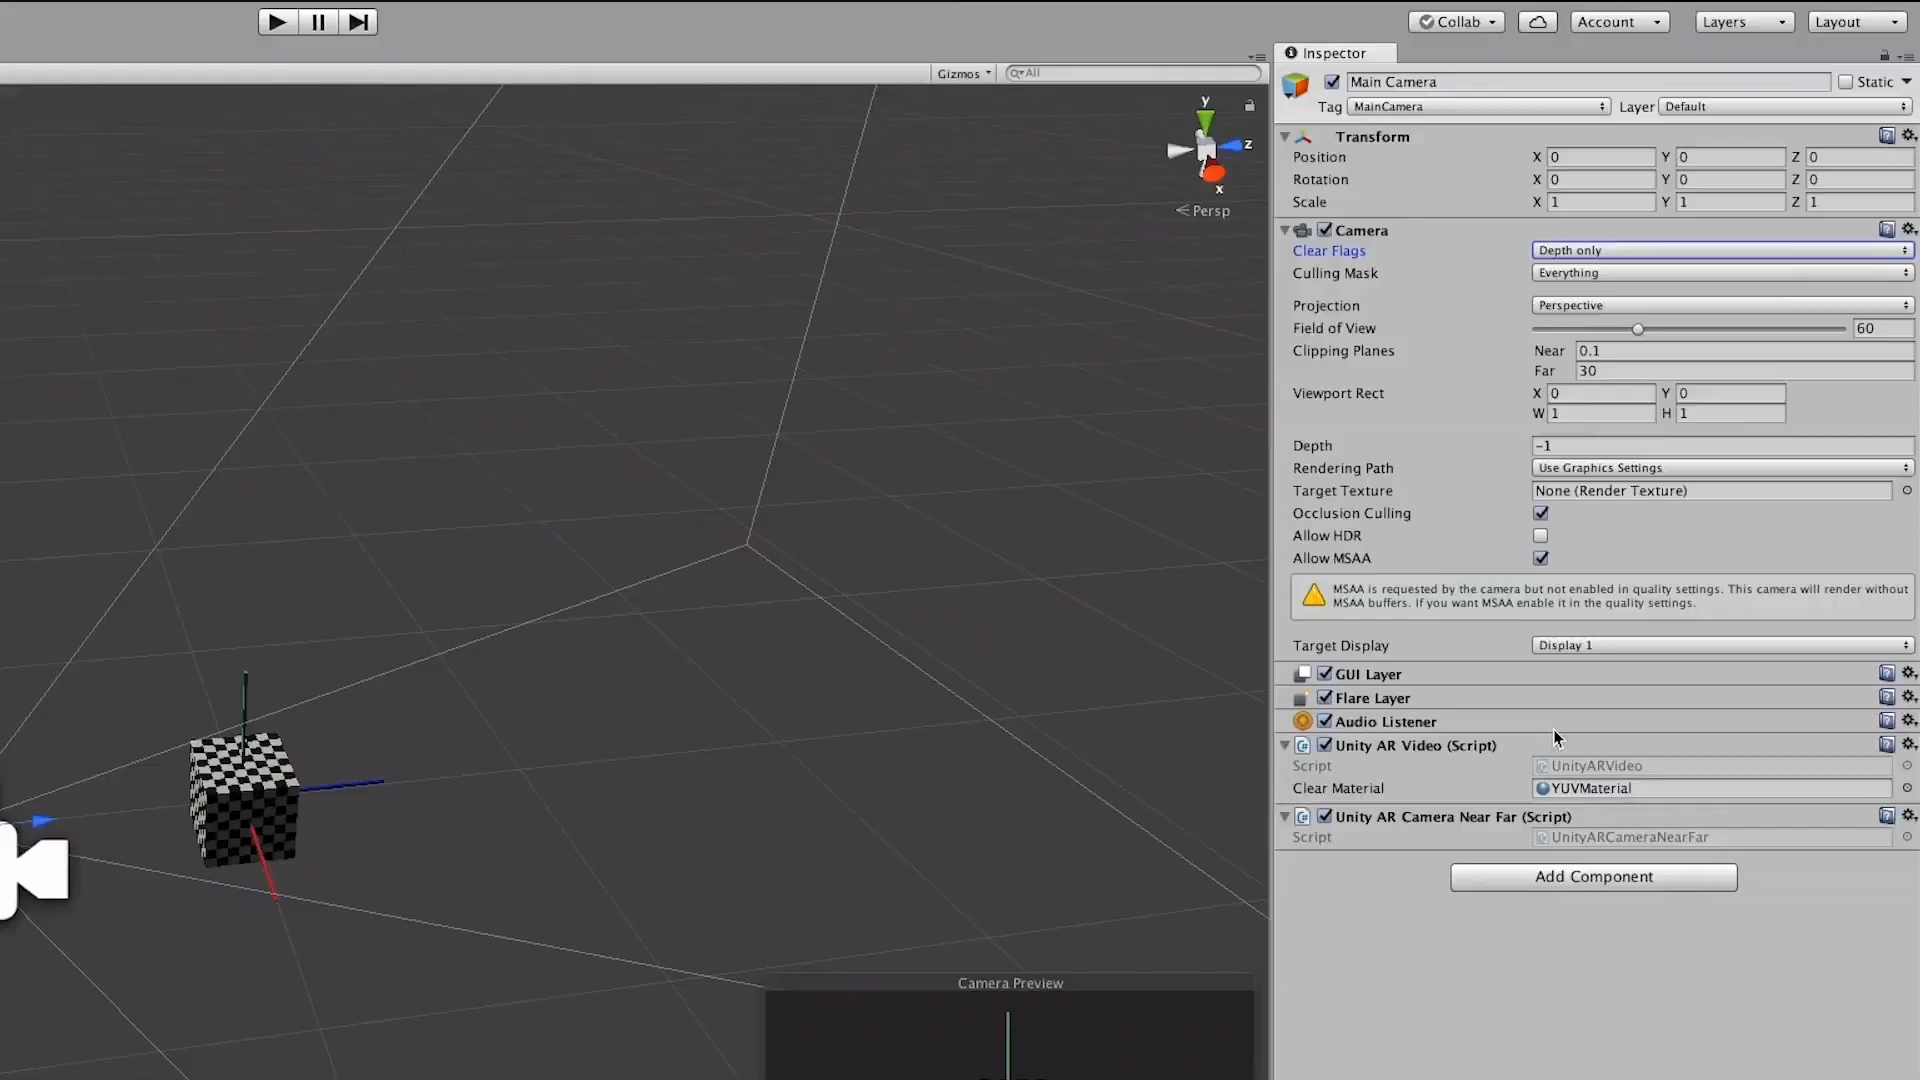 Collab
Account
Layers
Layout
Inspector
Gizmos
All
Main Camera
Static
Tag MainCamera Layer Default
y
z
x
Persp
Transform
Position X 0 Y 0 Z 0
Rotation X 0 Y 0 Z 0
Scale X 1 Y 1 Z 1
Camera
Clear Flags Depth only
Culling Mask Everything
Projection Perspective
Field of View 60
Clipping Planes Near 0.1
Far 30
Viewport Rect X 0 Y 0
W 1 H 1
Depth -1
Rendering Path Use Graphics Settings
Target Texture None (Render Texture)
Occlusion Culling
Allow HDR
Allow MSAA
MSAA is requested by the camera but not enabled in quality settings. This camera will render without
MSAA buffers. If you want MSAA enable it in the quality settings.
Target Display Display 1
GUI Layer
Flare Layer
Audio Listener
Unity AR Video (Script)
Script UnityARVideo
Clear Material YUVMaterial
Unity AR Camera Near Far (Script)
Script UnityARCameraNearFar
Add Component
Camera Preview